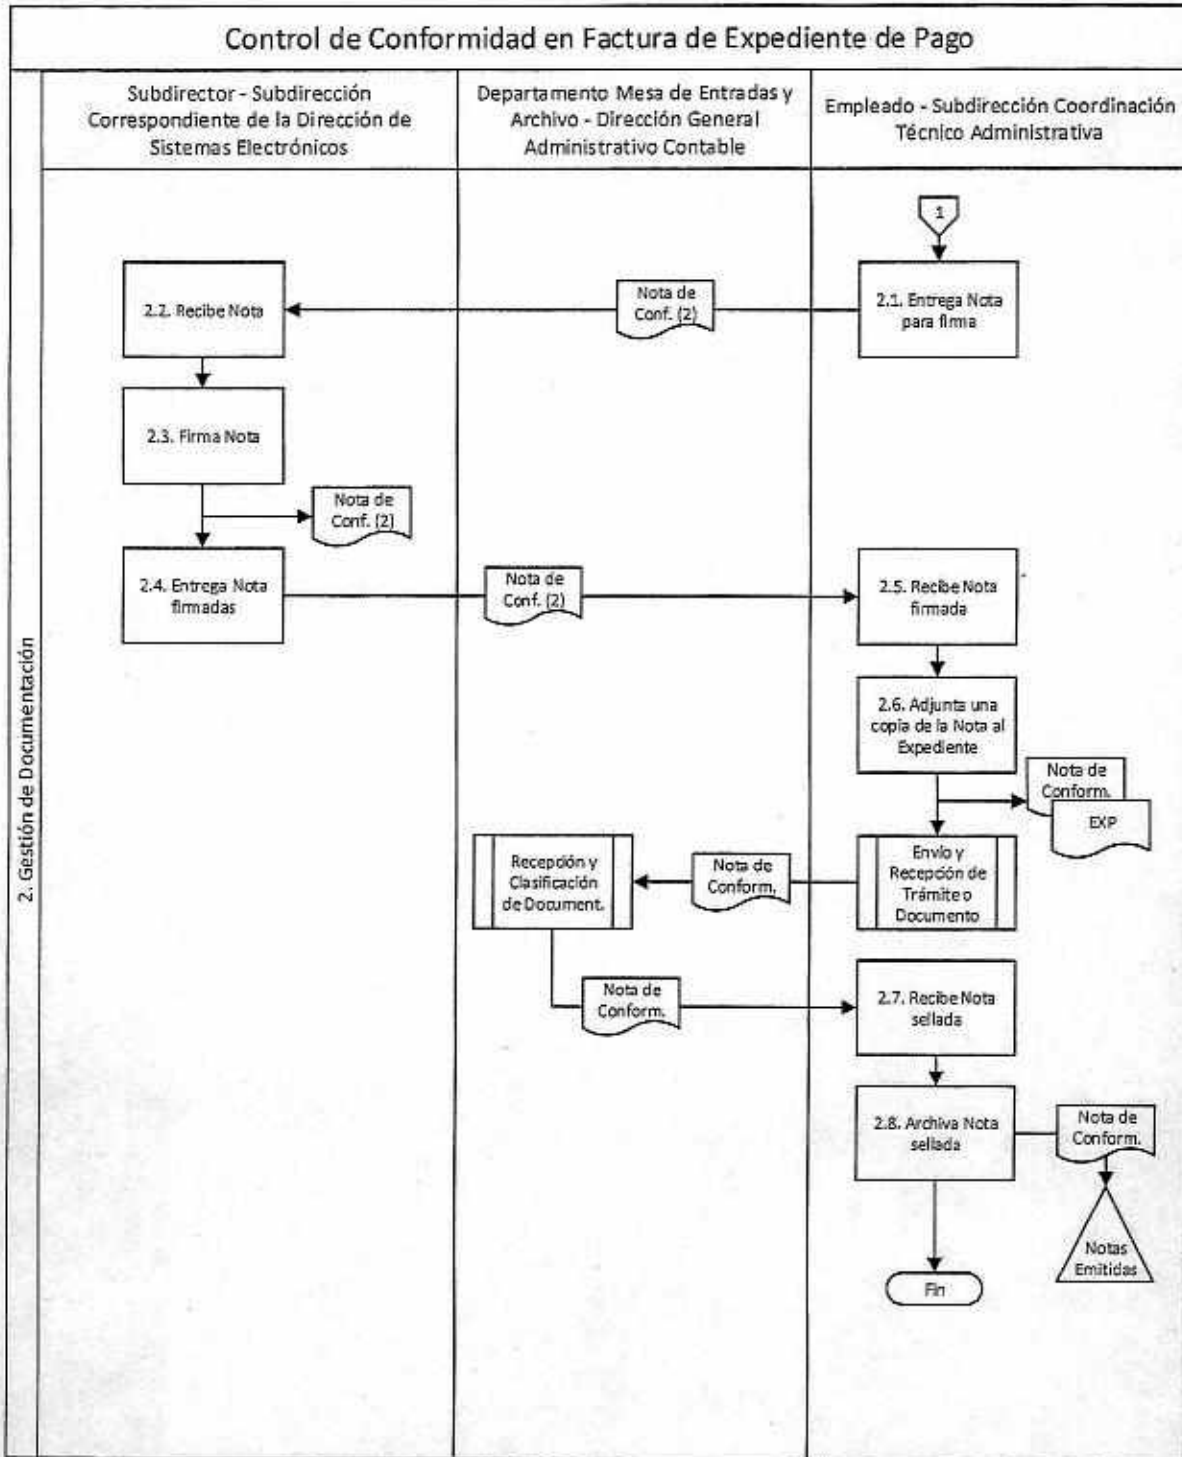 Control de Conformidad en Factura de Expediente de Pago
Subdirector - Subdirección
Correspondiente de la Dirección de
Sistemas Electrónicos
Departamento Mesa de Entradas y
Archivo - Dirección General
Administrativo Contable
Empleado - Subdirección Coordinación
Técnico Administrativa
2. Gestión de Documentación
1
2.1. Entrega Nota
para firma
Nota de
Conf. (2)
2.2. Recibe Nota
2.3. Firma Nota
Nota de
Conf. (2)
2.4. Entrega Nota
firmadas
Nota de
Conf. (2)
2.5. Recibe Nota
firmada
2.6. Adjunta una
copia de la Nota al
Expediente
Nota de
Conform.
EXP
Envío y
Recepción de
Trámite o
Documento
Nota de
Conform.
Recepción y
Clasificación
de Document.
Nota de
Conform.
2.7. Recibe Nota
sellada
2.8. Archiva Nota
sellada
Nota de
Conform.
Notas
Emitidas
Fin